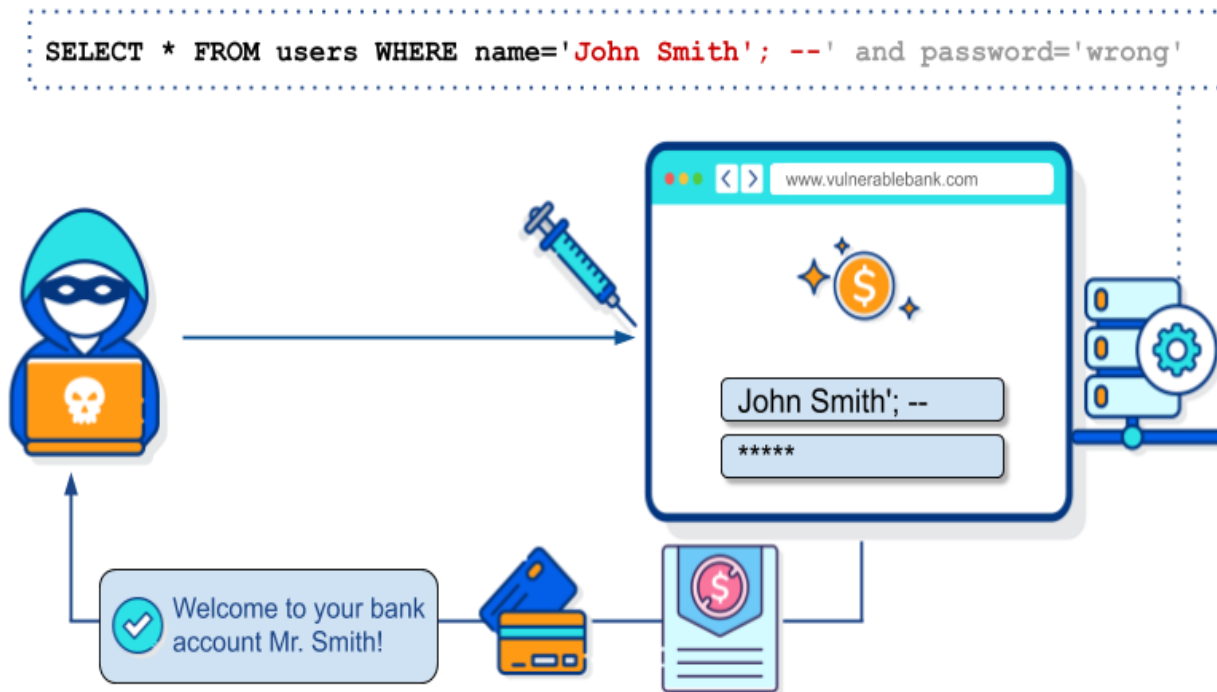 SELECT * FROM users WHERE name='John Smith'; --' and password='wrong'
www.vulnerablebank.com
$
John Smith'; --
*****
$
Welcome to your bank
account Mr. Smith!